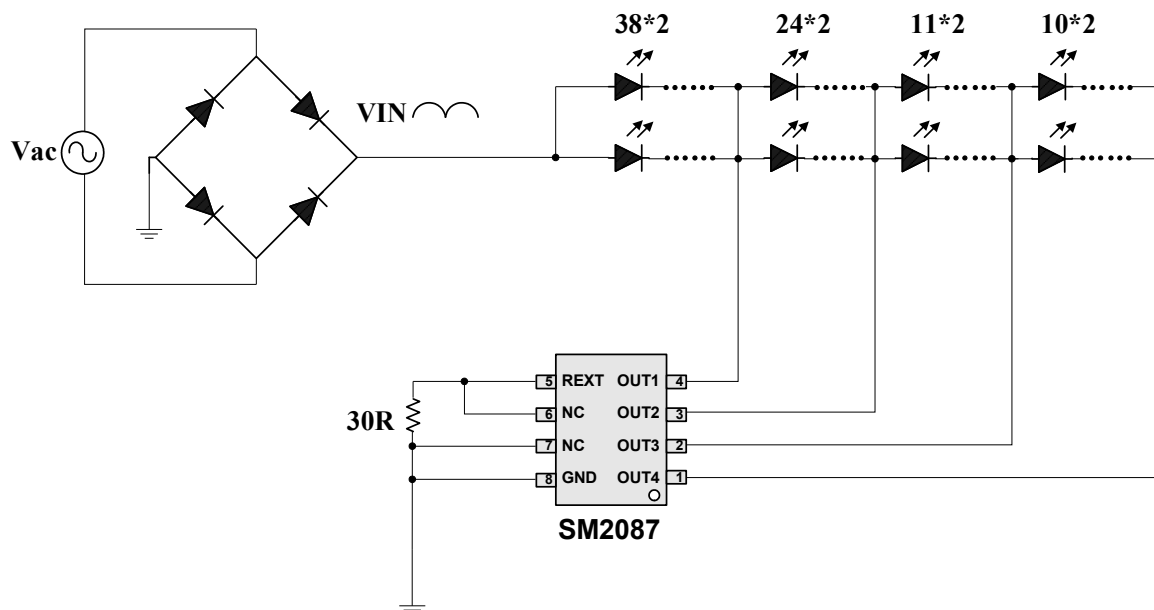 38*2 24*2 11*2 10*2
VIN
Vac
5 REXT OUT1 4
6 NC OUT2 3
30R
7 NC OUT3 2
8 GND OUT4 1
SM2087